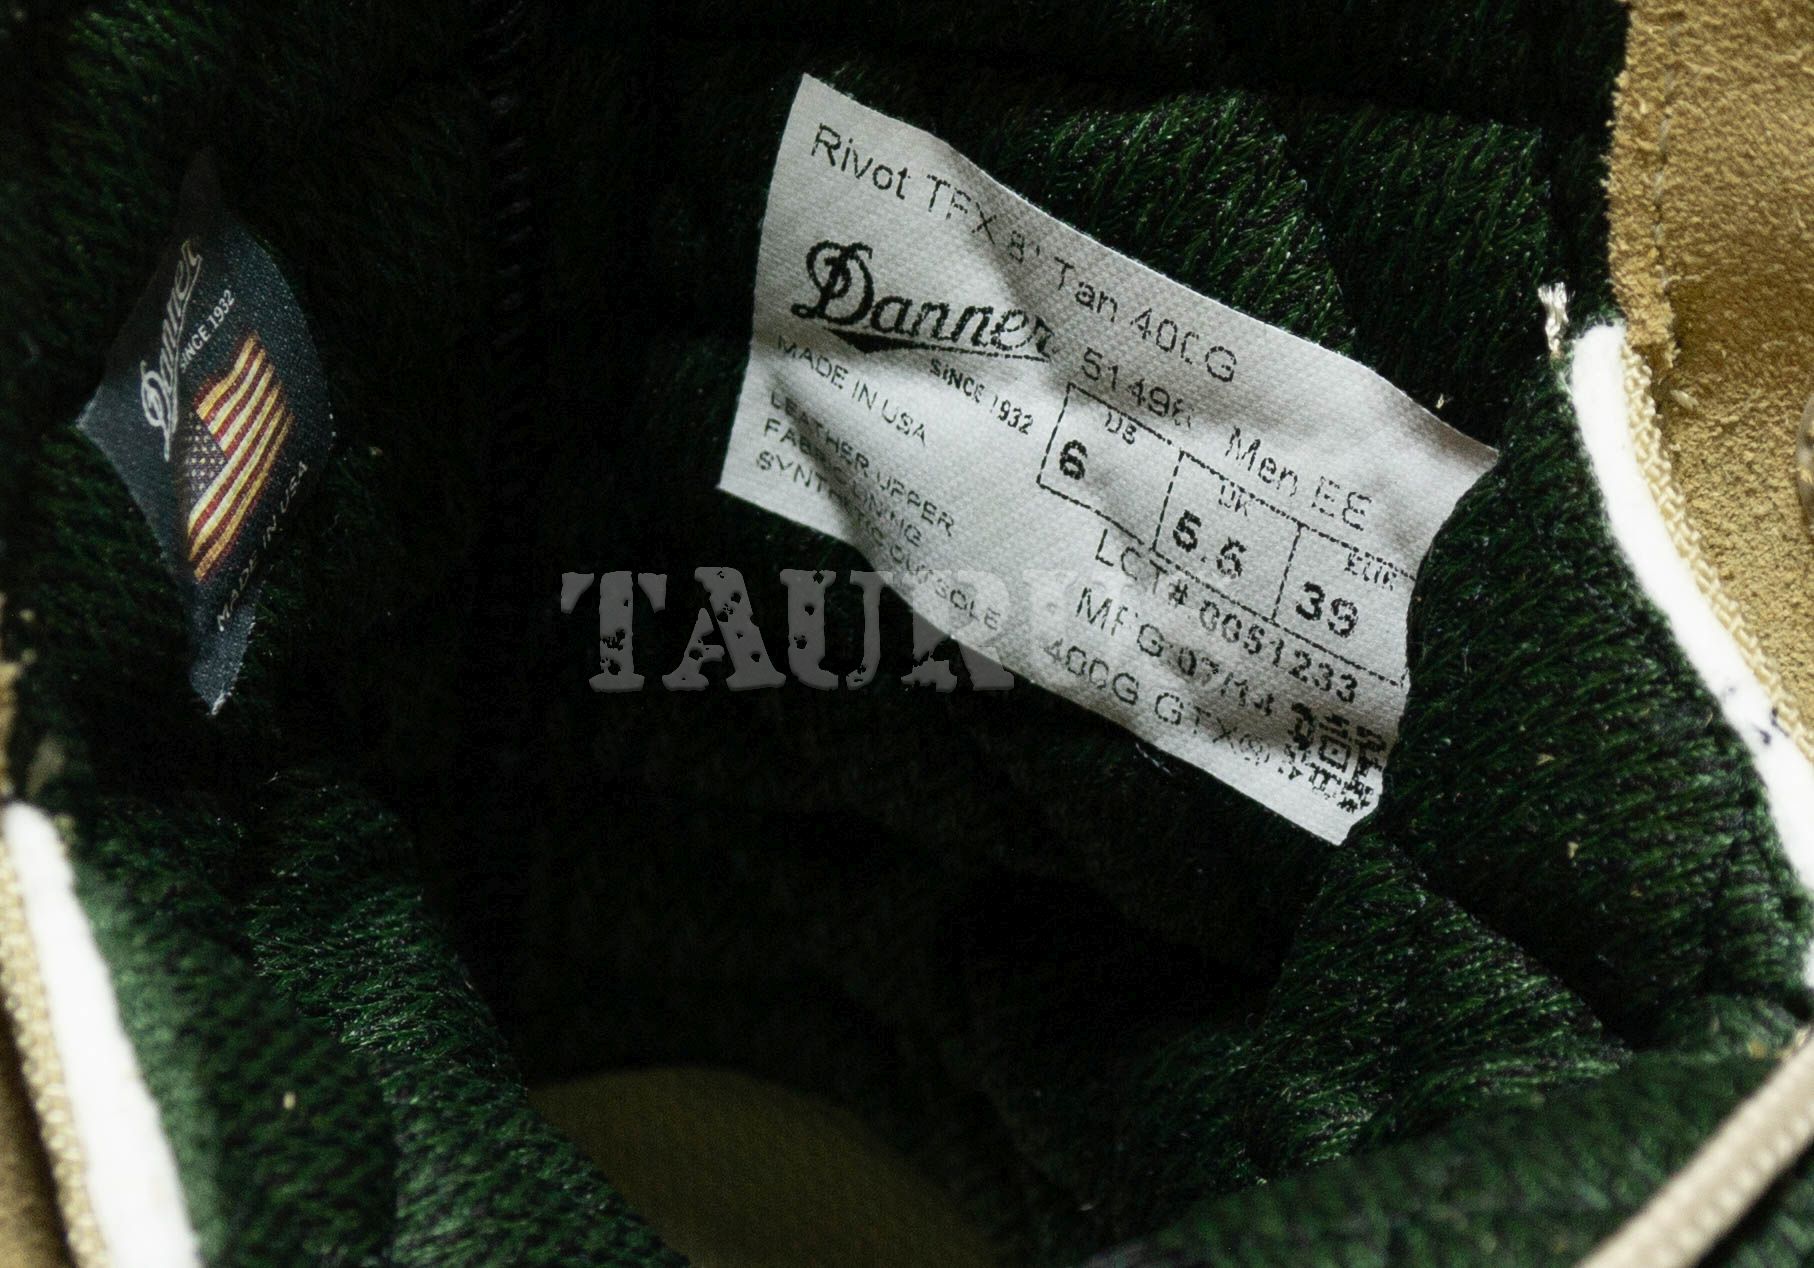 Danner
SINCE 1932
MADE IN USA
Rivot TFX 8" Tan 400G
Danner
SINCE 1932
51498 Men EE
MADE IN USA
LEATHER UPPER
FABRIC LINING
SYNTHETIC OUTSOLE
US UK EUR
6 5.5 39
LOT# 0051233
MFG 07/14
400G GTX®
TAUR